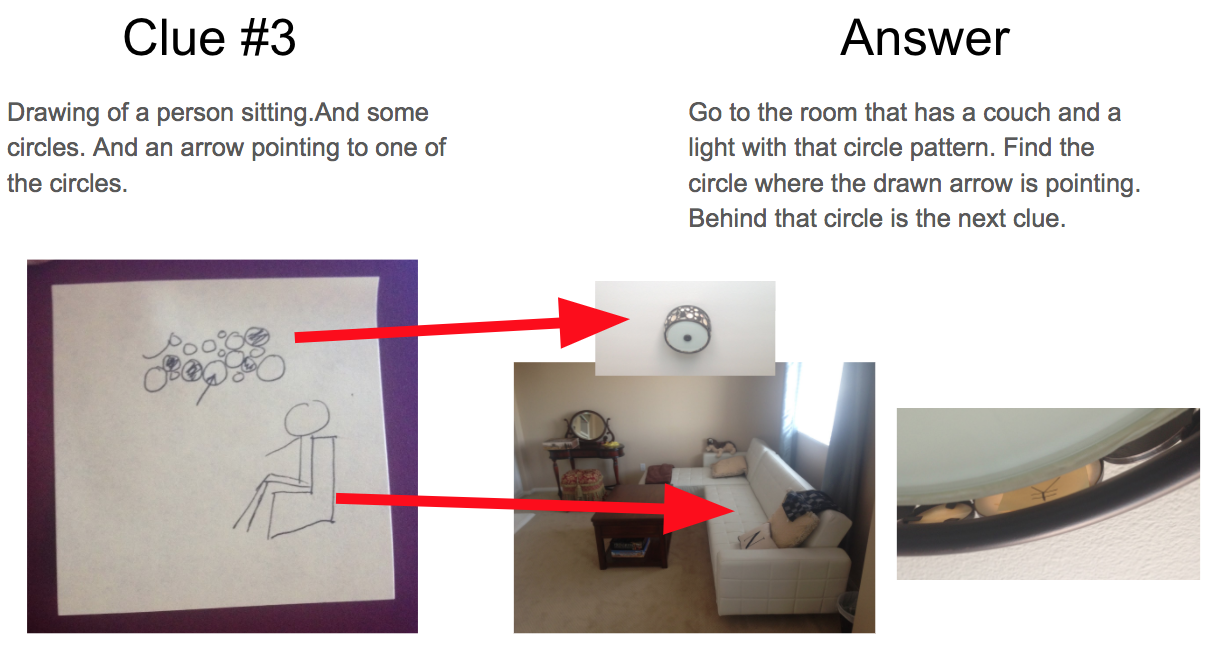 Clue #3
Drawing of a person sitting.And some
circles. And an arrow pointing to one of
the circles.
Answer
Go to the room that has a couch and a
light with that circle pattern. Find the
circle where the drawn arrow is pointing.
Behind that circle is the next clue.